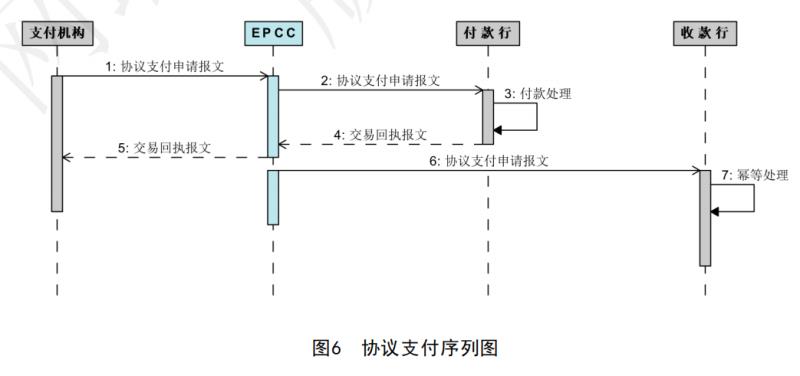 支付机构
EPCC
付款行
收款行
1: 协议支付申请报文
2: 协议支付申请报文
3: 付款处理
4: 交易回执报文
5: 交易回执报文
6: 协议支付申请报文
7: 幂等处理
图6 协议支付序列图